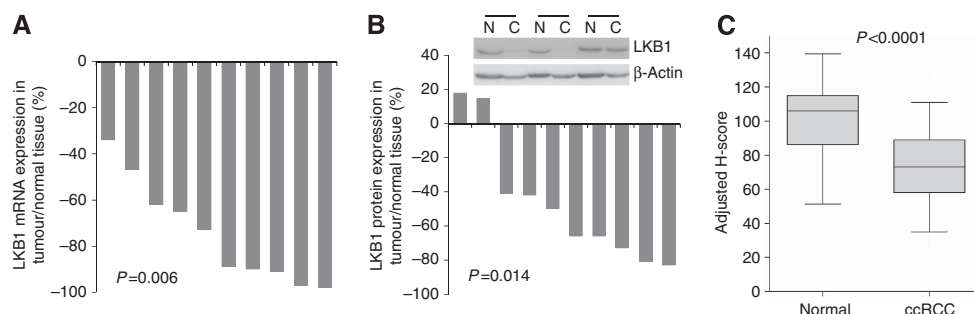 A
LKB1 mRNA expression in
tumour/normal tissue (%)
0
–20
–40
–60
–80
–100
P=0.006
B
N C N C N C
LKB1
β-Actin
LKB1 protein expression in
tumour/normal tissue (%)
40
20
0
–20
–40
–60
–80
–100
P=0.014
C
P<0.0001
Adjusted H-score
140
120
100
80
60
40
20
0
Normal ccRCC